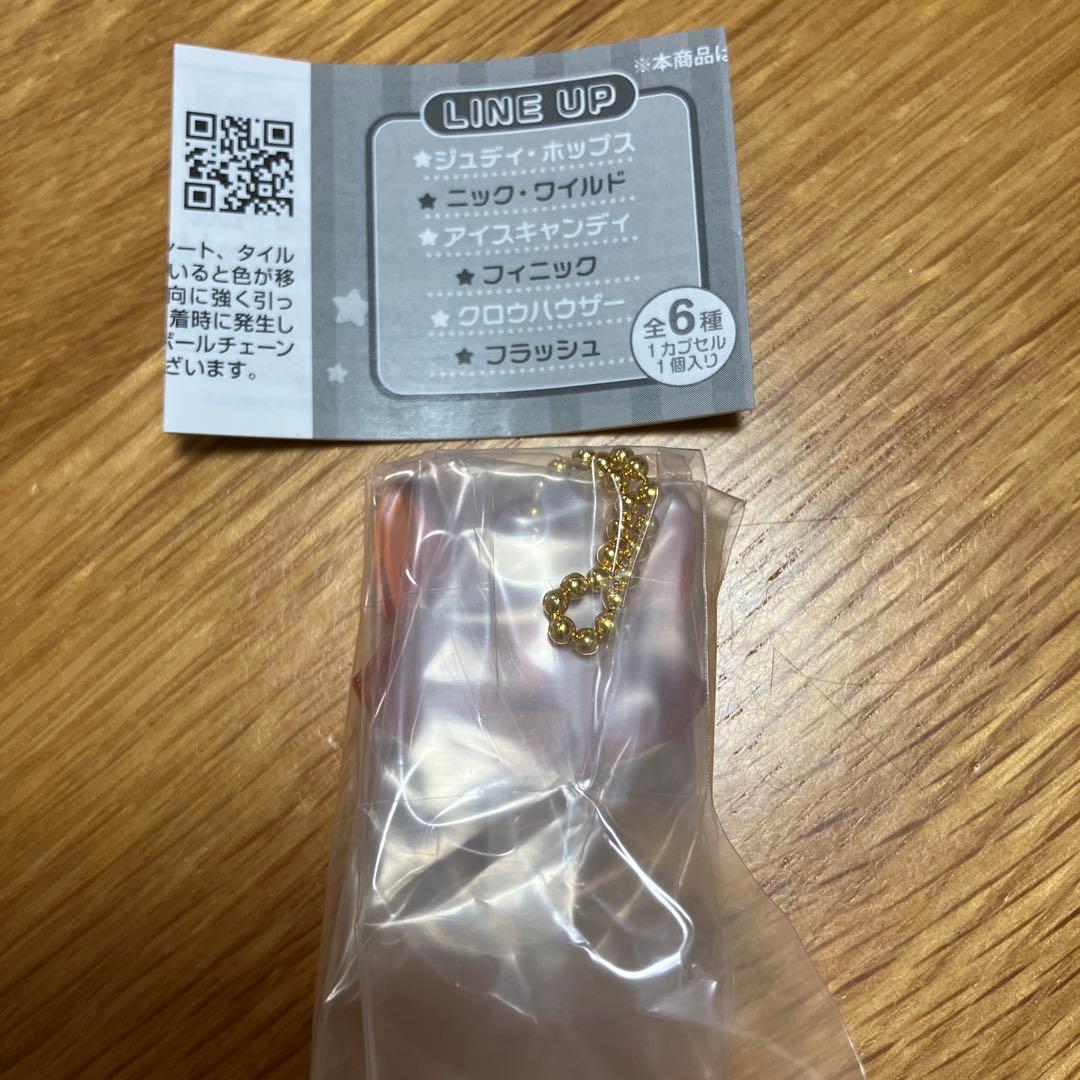 ※本商品は
LINE UP
★ジュディ・ホップス
★ニック・ワイルド
★アイスキャンディ
★フィニック
★クロウハウザー
★フラッシュ
全6種
1カプセル
1個入り
ート、タイル
いると色が移
向に強く引っ
着時に発生し
ボールチェーン
ざいます。